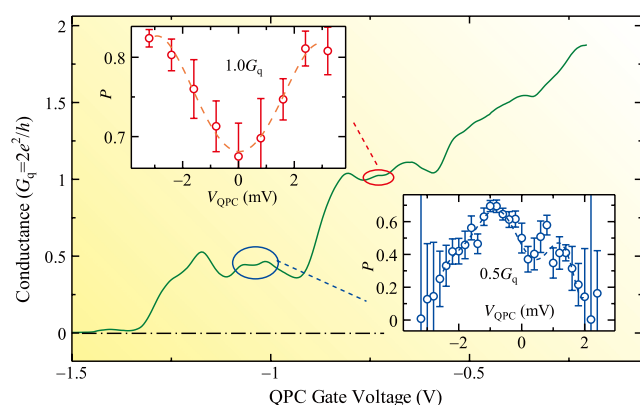 2
1.5
1
0.5
0
Conductance (Gq=2e²/h)
−1.5
−1
−0.5
QPC Gate Voltage (V)
0.8
0.7
P
1.0Gq
−2
0
2
VQPC (mV)
0.6
0.4
0.2
0
P
0.5Gq
VQPC (mV)
−2
0
2